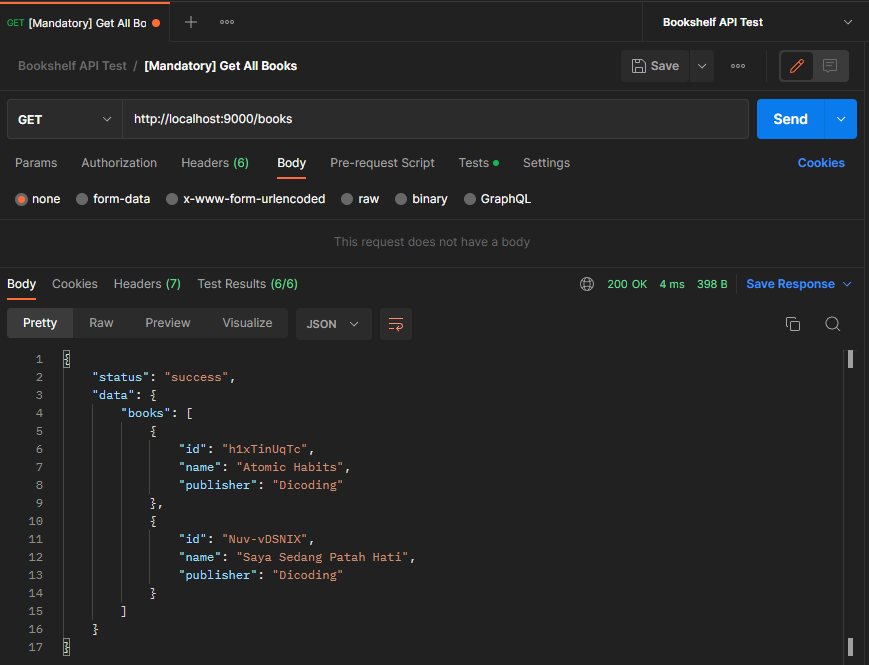 GET [Mandatory] Get All Bo
Bookshelf API Test
Bookshelf API Test / [Mandatory] Get All Books
Save
GET http://localhost:9000/books
Send
Params Authorization Headers (6) Body Pre-request Script Tests Settings Cookies
none form-data x-www-form-urlencoded raw binary GraphQL
This request does not have a body
Body Cookies Headers (7) Test Results (6/6) 200 OK 4 ms 398 B Save Response
Pretty Raw Preview Visualize JSON
1 {
2 "status": "success",
3 "data": {
4 "books": [
5 {
6 "id": "h1xTinUqTc",
7 "name": "Atomic Habits",
8 "publisher": "Dicoding"
9 },
10 {
11 "id": "Nuv-vDSNIX",
12 "name": "Saya Sedang Patah Hati",
13 "publisher": "Dicoding"
14 }
15 ]
16 }
17 }